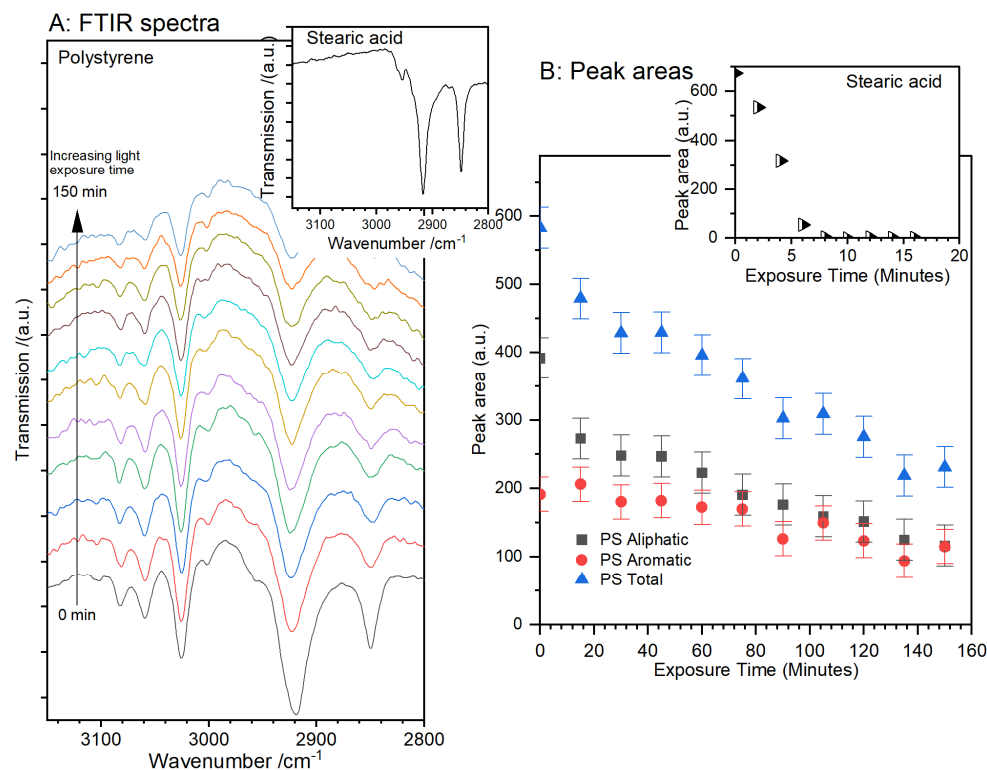 A: FTIR spectra
Polystyrene
Increasing light
exposure time
150 min
0 min
Transmission /(a.u.)
3100 3000 2900 2800
Wavenumber /cm-1
Stearic acid
Transmission /(a.u.)
3100 3000 2900 2800
Wavenumber /cm-1
B: Peak areas
Stearic acid
Peak area (a.u.)
600
400
200
0
0 5 10 15 20
Exposure Time (Minutes)
Peak area (a.u.)
600
500
400
300
200
100
0
PS Aliphatic
PS Aromatic
PS Total
0 20 40 60 80 100 120 140 160
Exposure Time (Minutes)